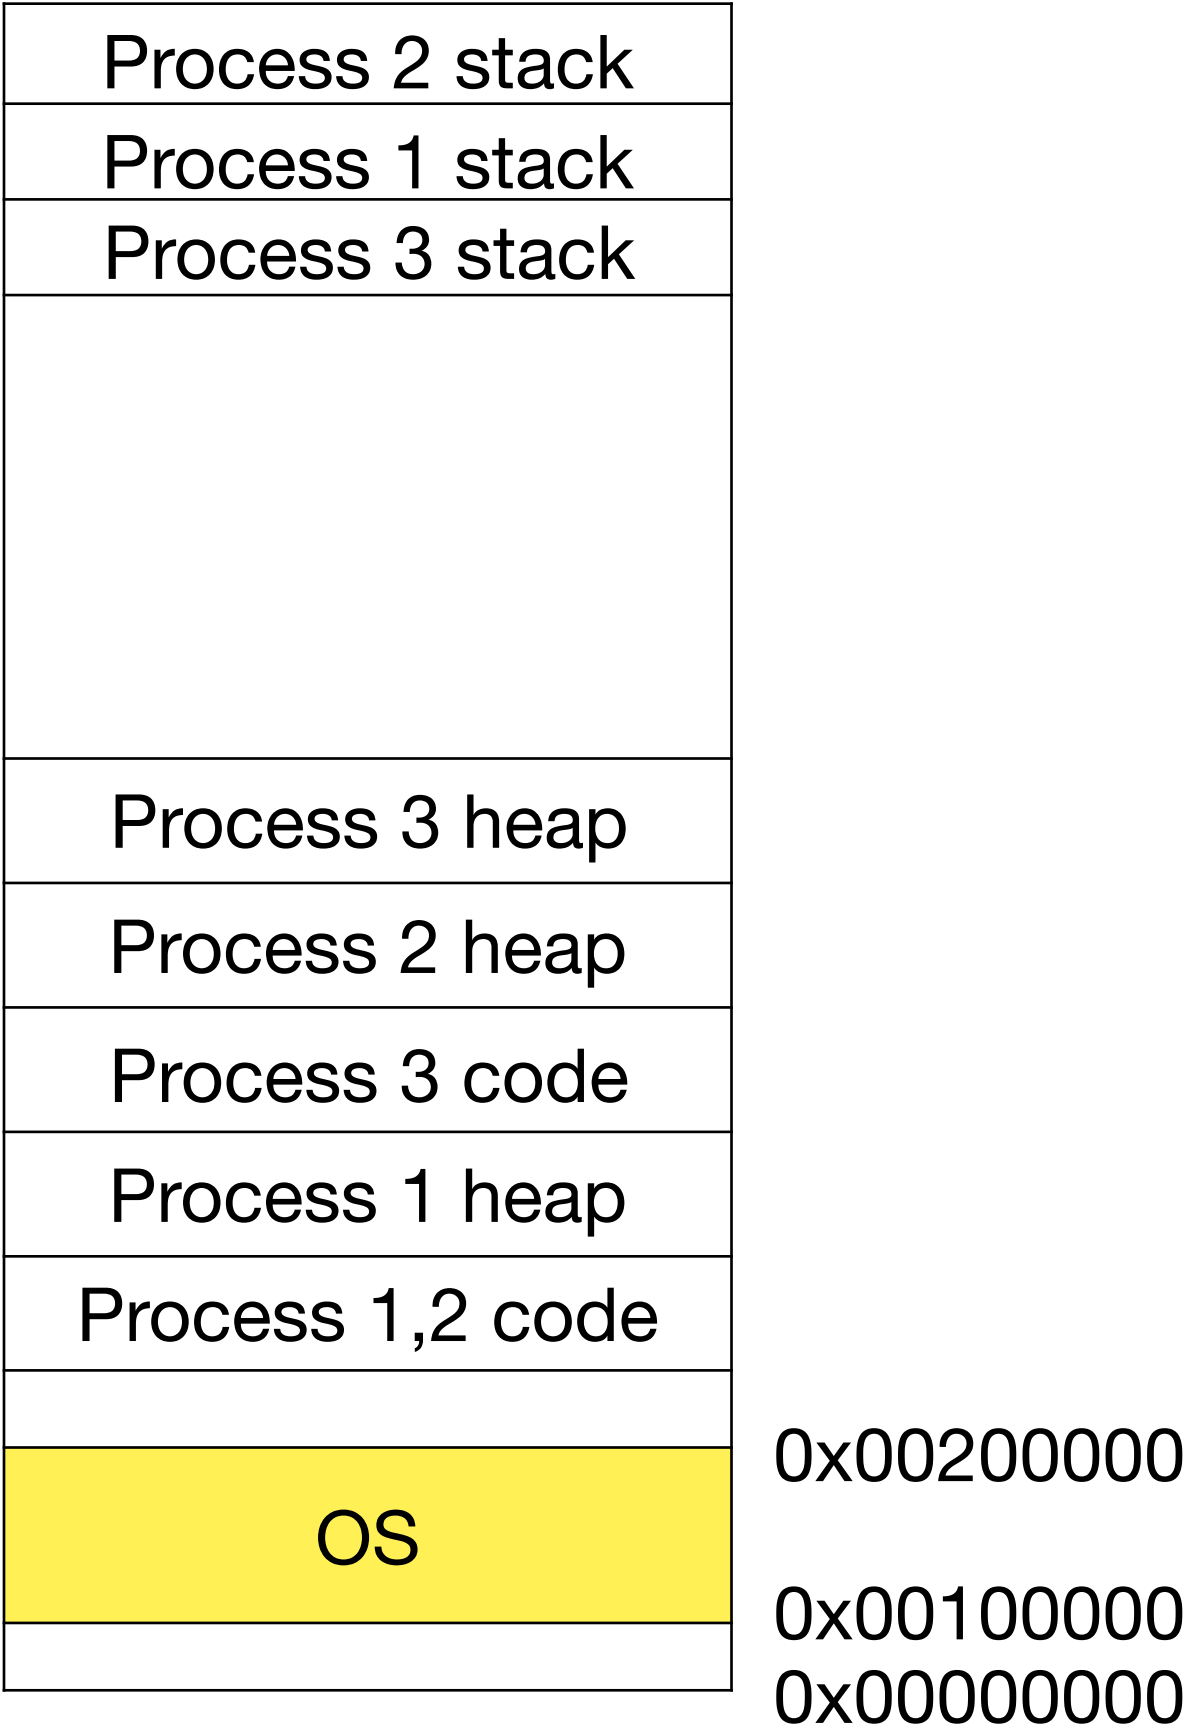 Process 2 stack
Process 1 stack
Process 3 stack
Process 3 heap
Process 2 heap
Process 3 code
Process 1 heap
Process 1,2 code
0x00200000
OS
0x00100000
0x00000000